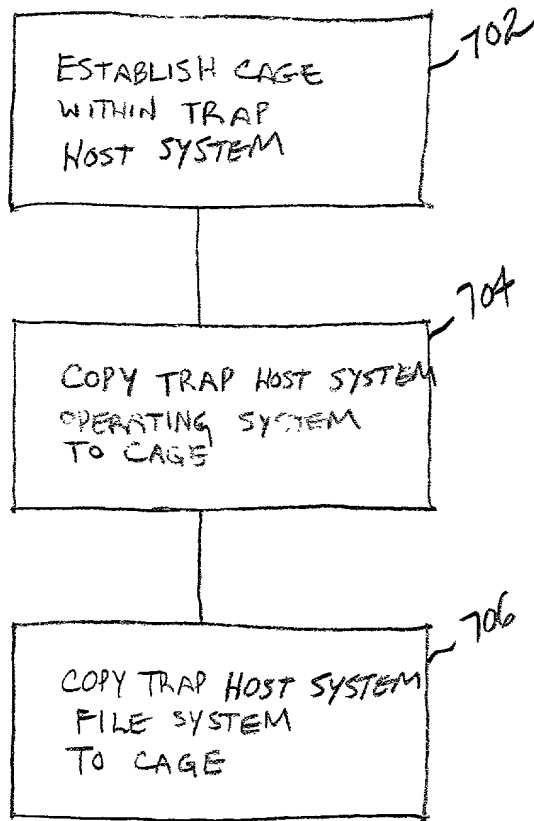 702
ESTABLISH CAGE
WITHIN TRAP
HOST SYSTEM
704
COPY TRAP HOST SYSTEM
OPERATING SYSTEM
TO CAGE
706
COPY TRAP HOST SYSTEM
FILE SYSTEM
TO CAGE